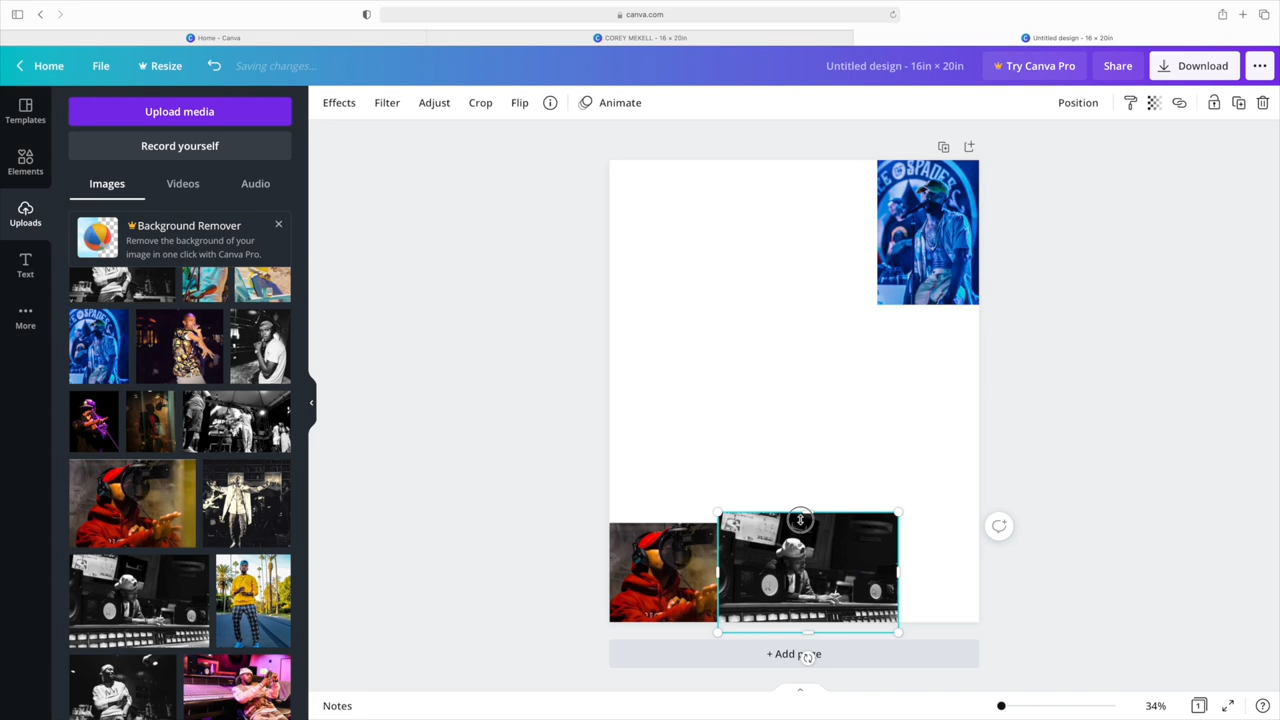 canva.com
Home - Canva
COREY MEKELL - 16 × 20in
Untitled design - 16 × 20in
Home
File
Resize
Saving changes...
Untitled design - 16in × 20in
Try Canva Pro
Share
Download
Templates
Elements
Uploads
Text
More
Upload media
Record yourself
Images
Videos
Audio
Background Remover
Remove the background of your
image in one click with Canva Pro.
Effects
Filter
Adjust
Crop
Flip
Animate
Position
+ Add page
Notes
34%
1